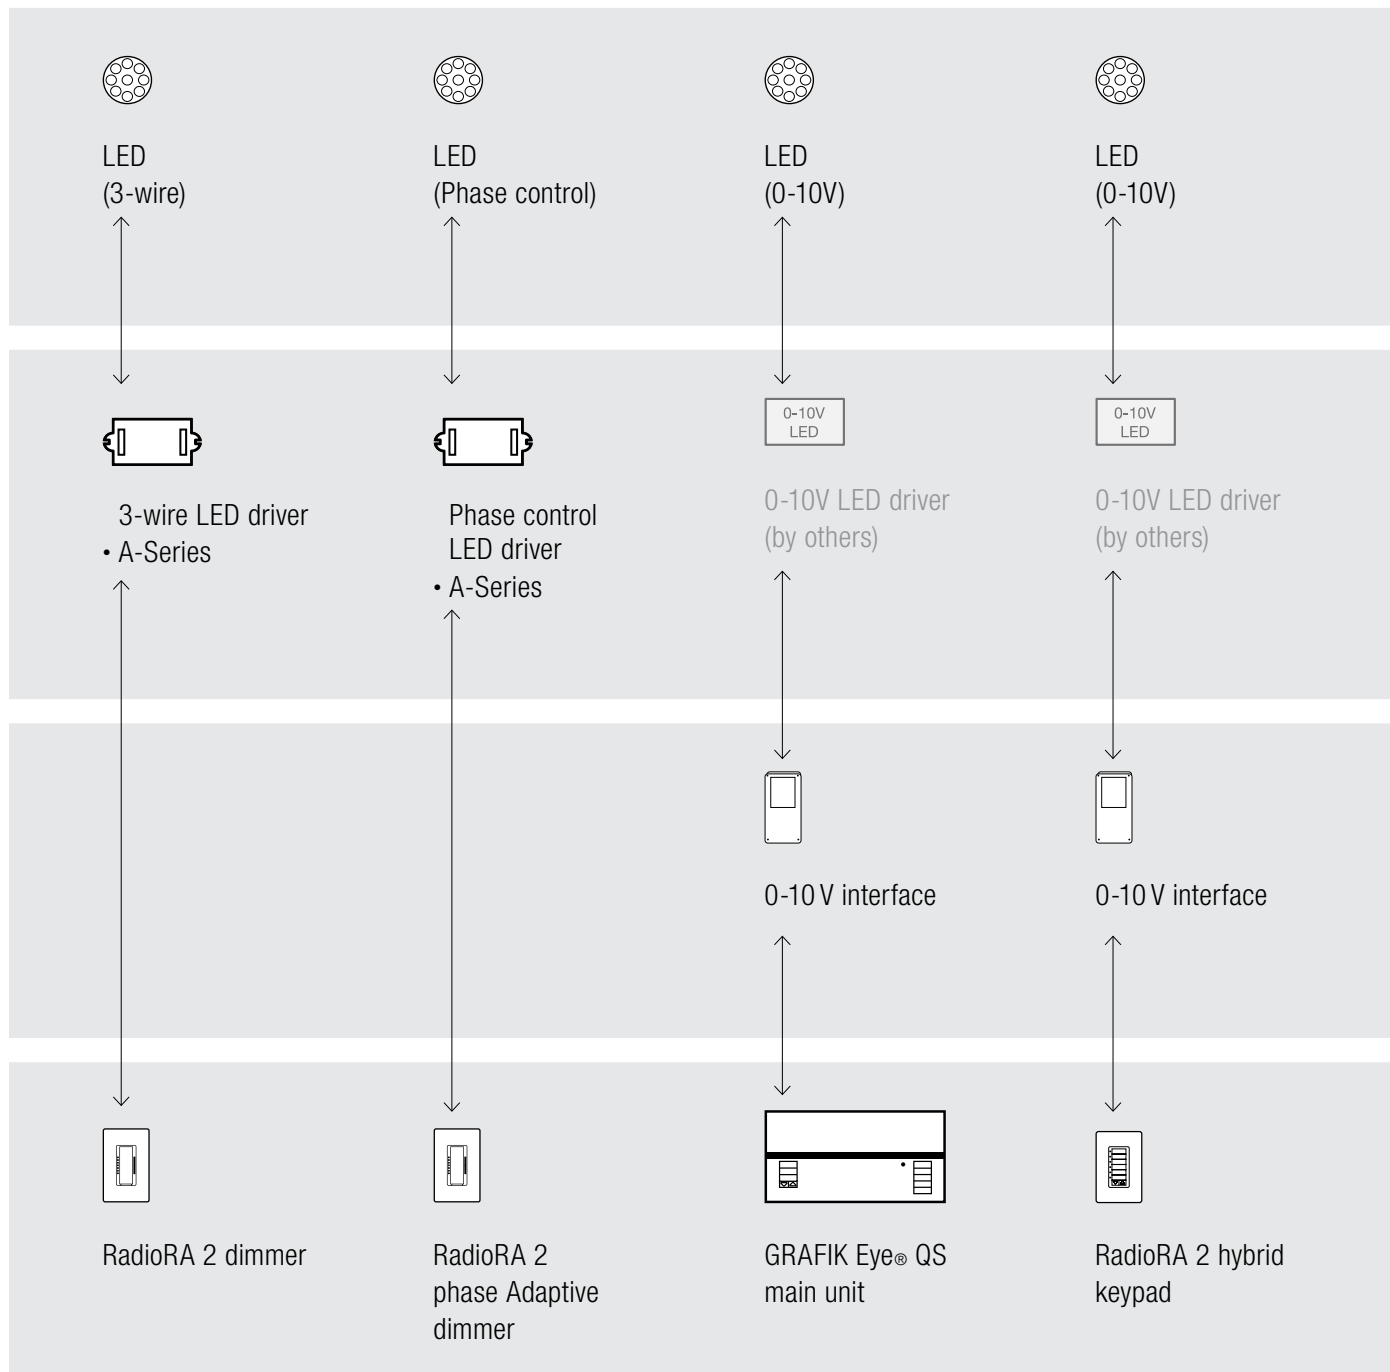 LED
(3-wire)
LED
(Phase control)
LED
(0-10V)
LED
(0-10V)
3-wire LED driver
• A-Series
Phase control
LED driver
• A-Series
0-10V
LED
0-10V LED driver
(by others)
0-10V
LED
0-10V LED driver
(by others)
0-10 V interface
0-10 V interface
RadioRA 2 dimmer
RadioRA 2
phase Adaptive
dimmer
GRAFIK Eye® QS
main unit
RadioRA 2 hybrid
keypad